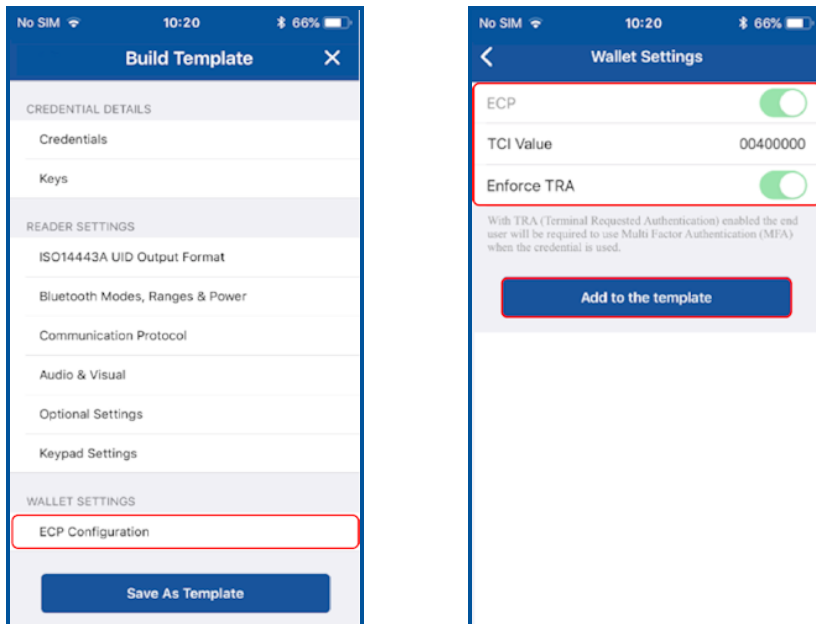 No SIM 10:20 66%
Build Template
CREDENTIAL DETAILS
Credentials
Keys
READER SETTINGS
ISO14443A UID Output Format
Bluetooth Modes, Ranges & Power
Communication Protocol
Audio & Visual
Optional Settings
Keypad Settings
WALLET SETTINGS
ECP Configuration
Save As Template
No SIM 10:20 66%
Wallet Settings
ECP
TCI Value 00400000
Enforce TRA
With TRA (Terminal Requested Authentication) enabled the end
user will be required to use Multi Factor Authentication (MFA)
when the credential is used.
Add to the template